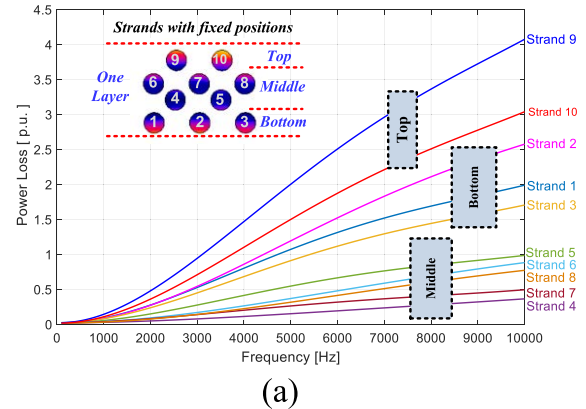 4.5
4
3.5
3
2.5
2
1.5
1
0.5
0
Power Loss [ p.u. ]
Strands with fixed positions
One
Layer
Top
Middle
Bottom
9 10
6 7 8
4 5
1 2 3
Top
Bottom
Middle
Strand 9
Strand 10
Strand 2
Strand 1
Strand 3
Strand 5
Strand 6
Strand 8
Strand 7
Strand 4
0 1000 2000 3000 4000 5000 6000 7000 8000 9000 10000
Frequency [Hz]
(a)